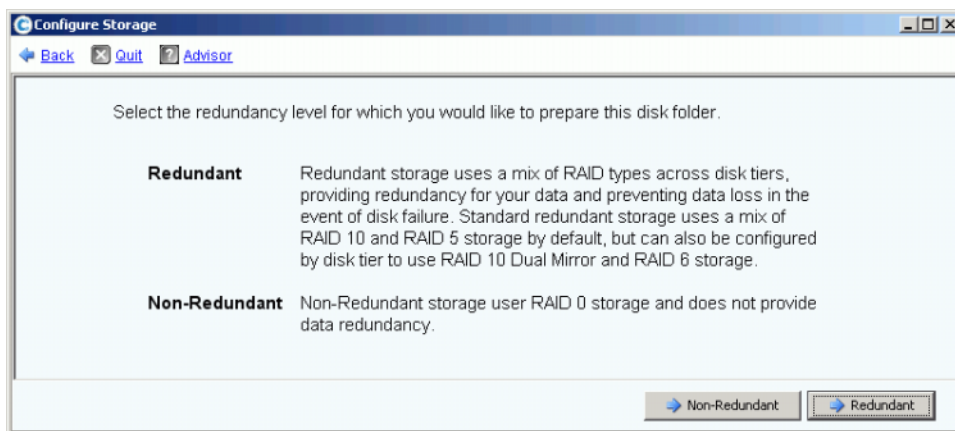 Configure Storage
Back Quit Advisor
Select the redundancy level for which you would like to prepare this disk folder.
Redundant Redundant storage uses a mix of RAID types across disk tiers,
providing redundancy for your data and preventing data loss in the
event of disk failure. Standard redundant storage uses a mix of
RAID 10 and RAID 5 storage by default, but can also be configured
by disk tier to use RAID 10 Dual Mirror and RAID 6 storage.
Non-Redundant Non-Redundant storage user RAID 0 storage and does not provide
data redundancy.
Non-Redundant Redundant